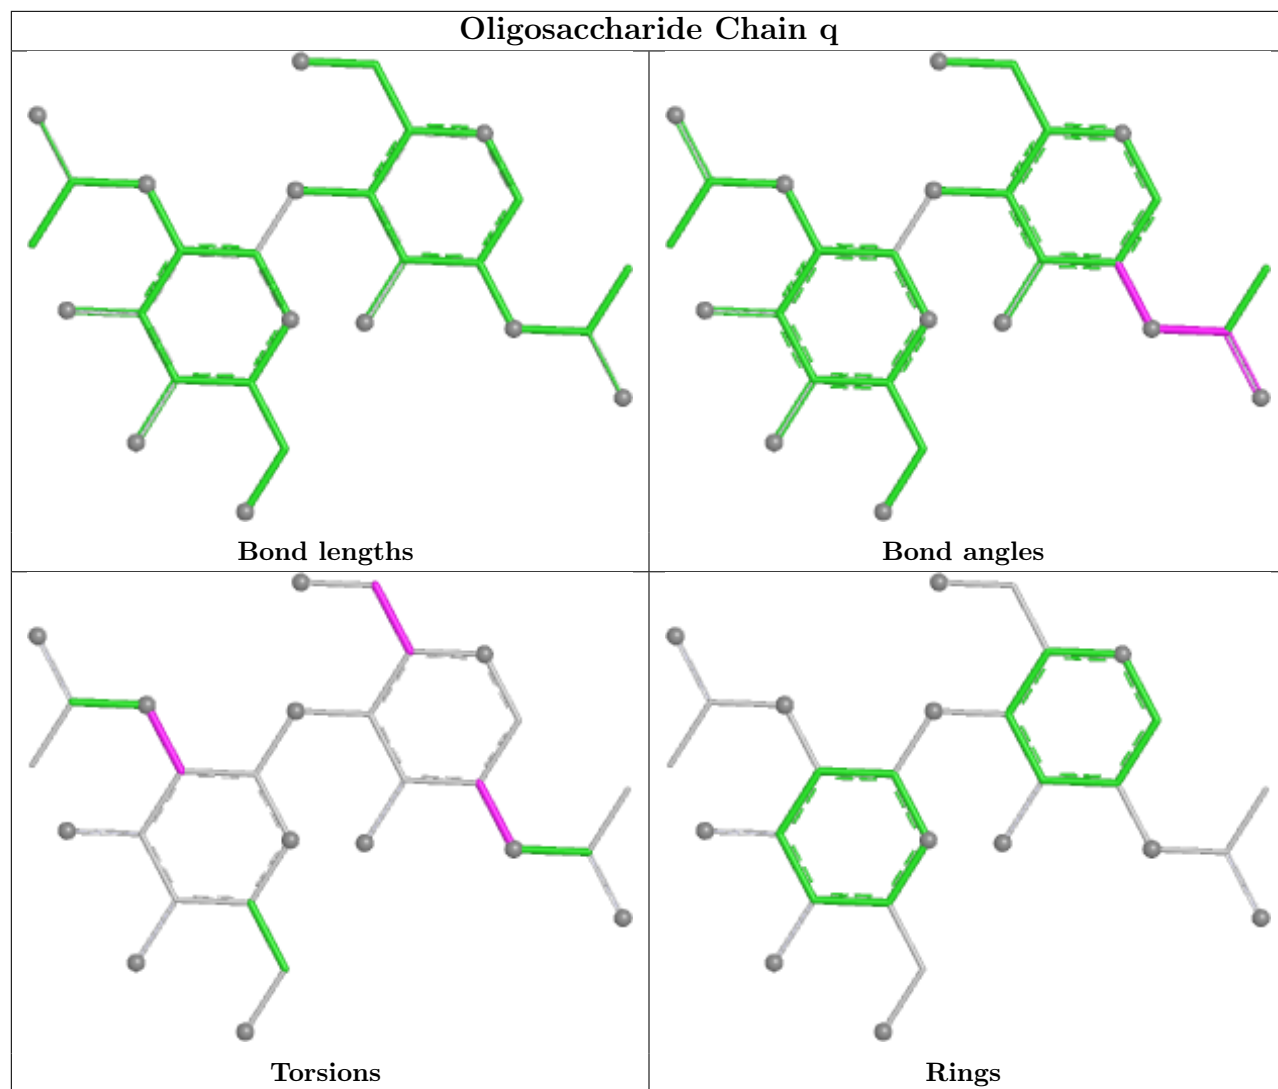 Oligosaccharide Chain q
Bond lengths
Bond angles
Torsions
Rings